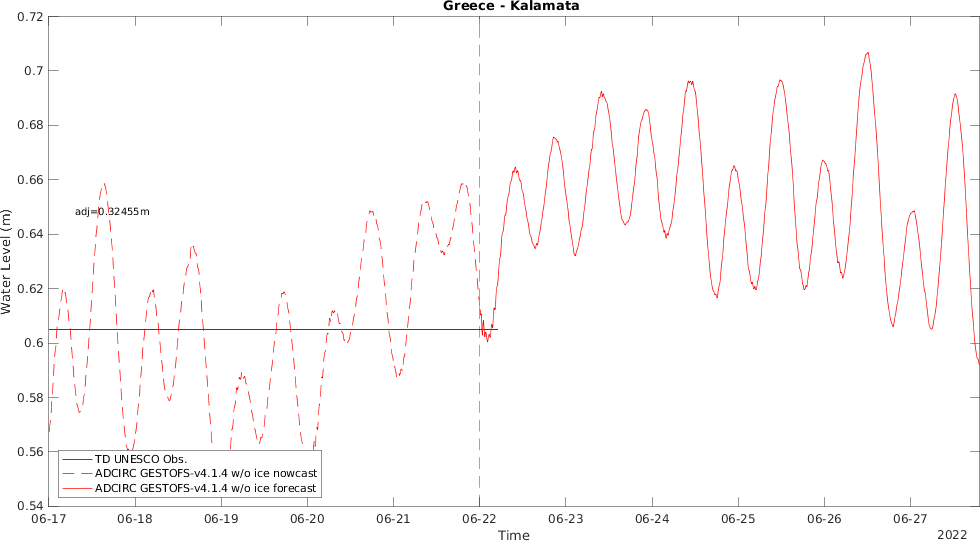 Greece - Kalamata
0.72
0.7
0.68
0.66
0.64
0.62
0.6
0.58
0.56
0.54
Water Level (m)
adj=0.32455m
TD UNESCO Obs.
ADCIRC GESTOFS-v4.1.4 w/o ice nowcast
ADCIRC GESTOFS-v4.1.4 w/o ice forecast
06-17 06-18 06-19 06-20 06-21 06-22 06-23 06-24 06-25 06-26 06-27
Time
2022